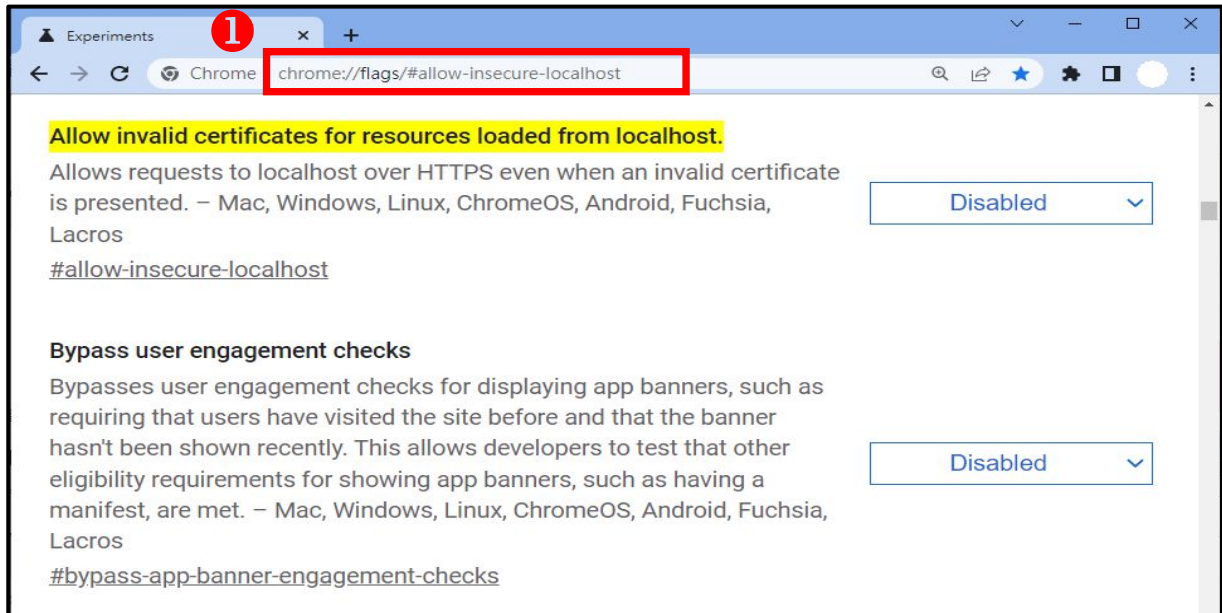 Experiments
1
Chrome chrome://flags/#allow-insecure-localhost
Allow invalid certificates for resources loaded from localhost.
Allows requests to localhost over HTTPS even when an invalid certificate
is presented. – Mac, Windows, Linux, ChromeOS, Android, Fuchsia,
Lacros
#allow-insecure-localhost
Disabled
Bypass user engagement checks
Bypasses user engagement checks for displaying app banners, such as
requiring that users have visited the site before and that the banner
hasn't been shown recently. This allows developers to test that other
eligibility requirements for showing app banners, such as having a
manifest, are met. – Mac, Windows, Linux, ChromeOS, Android, Fuchsia,
Lacros
#bypass-app-banner-engagement-checks
Disabled